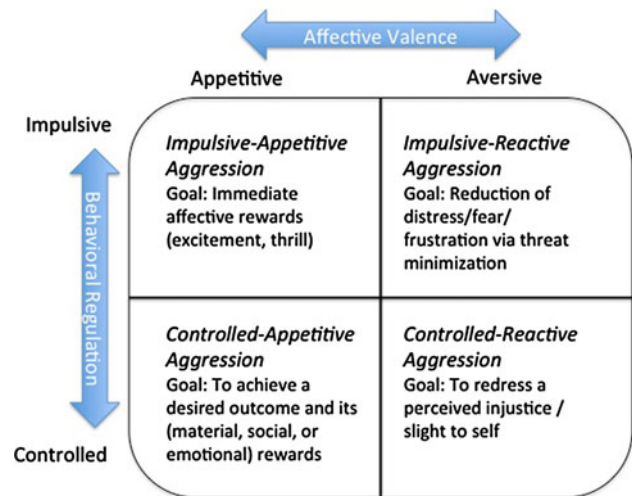 Affective Valence
Appetitive
Aversive
Impulsive
Behavioral Regulation
Controlled
Impulsive-Appetitive
Aggression
Goal: Immediate
affective rewards
(excitement, thrill)
Impulsive-Reactive
Aggression
Goal: Reduction of
distress/fear/
frustration via threat
minimization
Controlled-Appetitive
Aggression
Goal: To achieve a
desired outcome and its
(material, social, or
emotional) rewards
Controlled-Reactive
Aggression
Goal: To redress a
perceived injustice /
slight to self